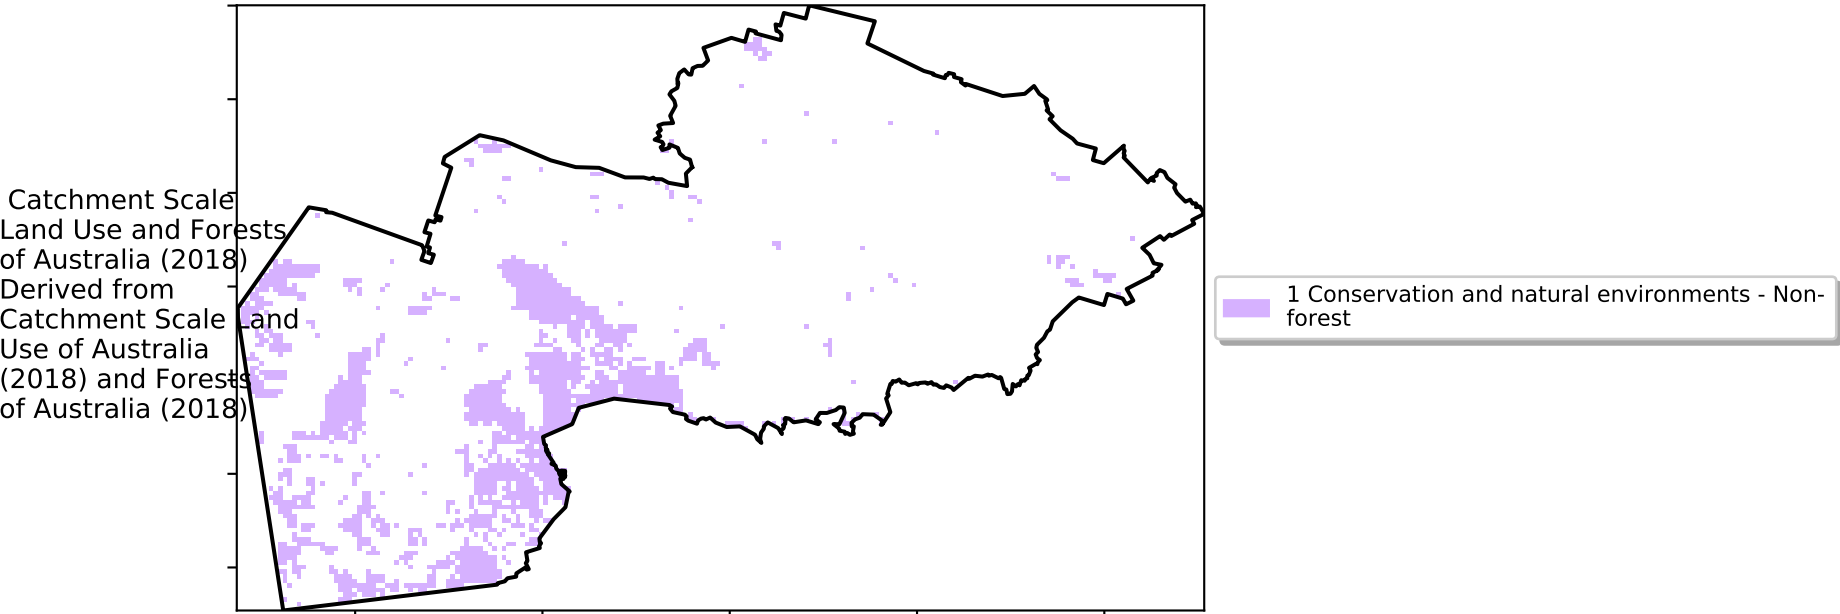 Catchment Scale
Land Use and Forests
of Australia (2018)
Derived from
Catchment Scale Land
Use of Australia
(2018) and Forests
of Australia (2018)
1 Conservation and natural environments - Non-
forest